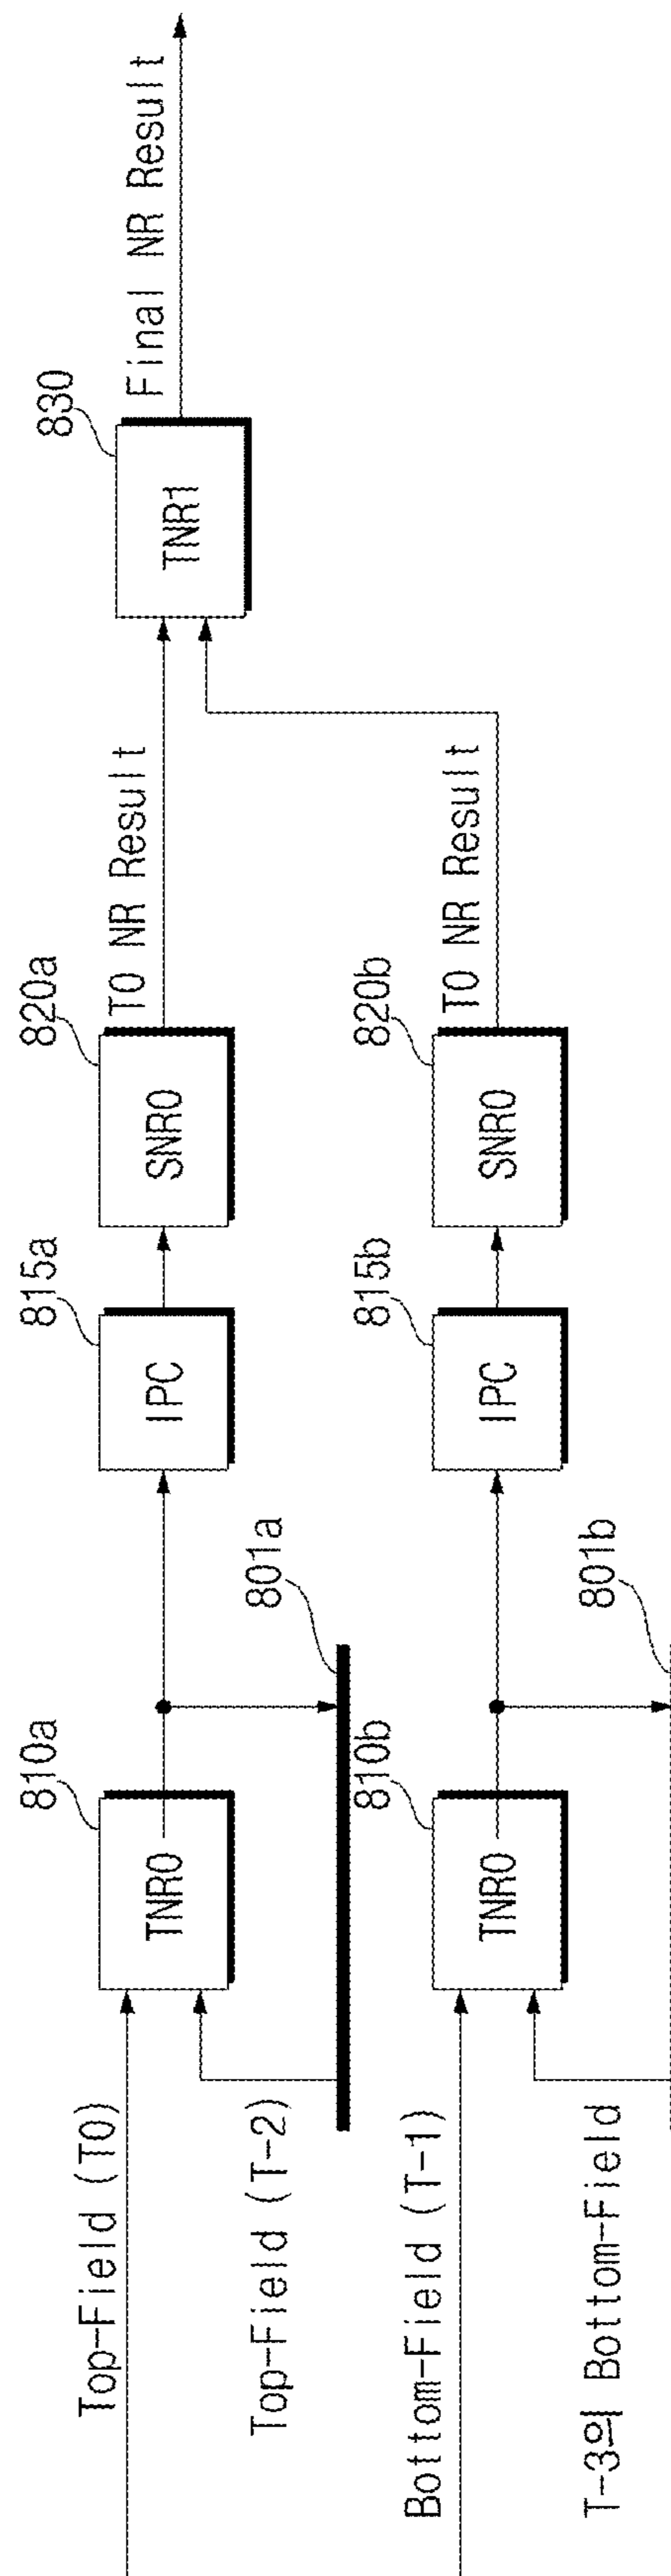 Top-Field (T0)
Top-Field (T-2)
810a
TNR0
801a
815a
IPC
820a
SNR0
T0 NR Result
830
TNR1
Final NR Result
Bottom-Field (T-1)
T-3의 Bottom-Field
810b
TNR0
801b
815b
IPC
820b
SNR0
T0 NR Result